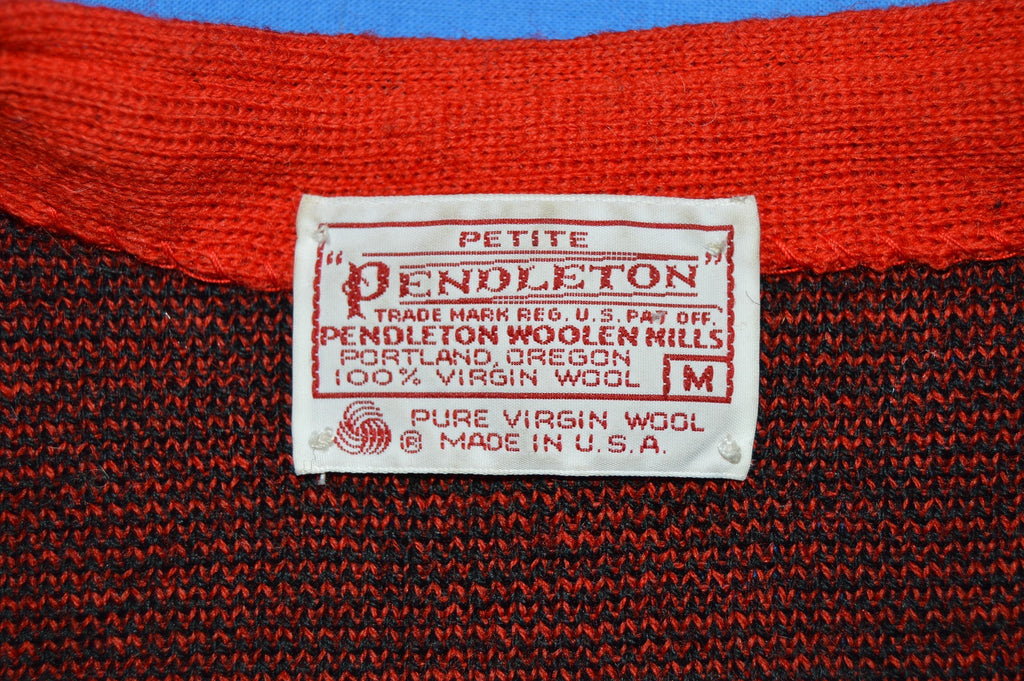 PETITE
"PENDLETON"
TRADE MARK REG. U.S. PAT OFF.
PENDLETON WOOLEN MILLS
PORTLAND, OREGON
100% VIRGIN WOOL M
PURE VIRGIN WOOL
® MADE IN U.S.A.